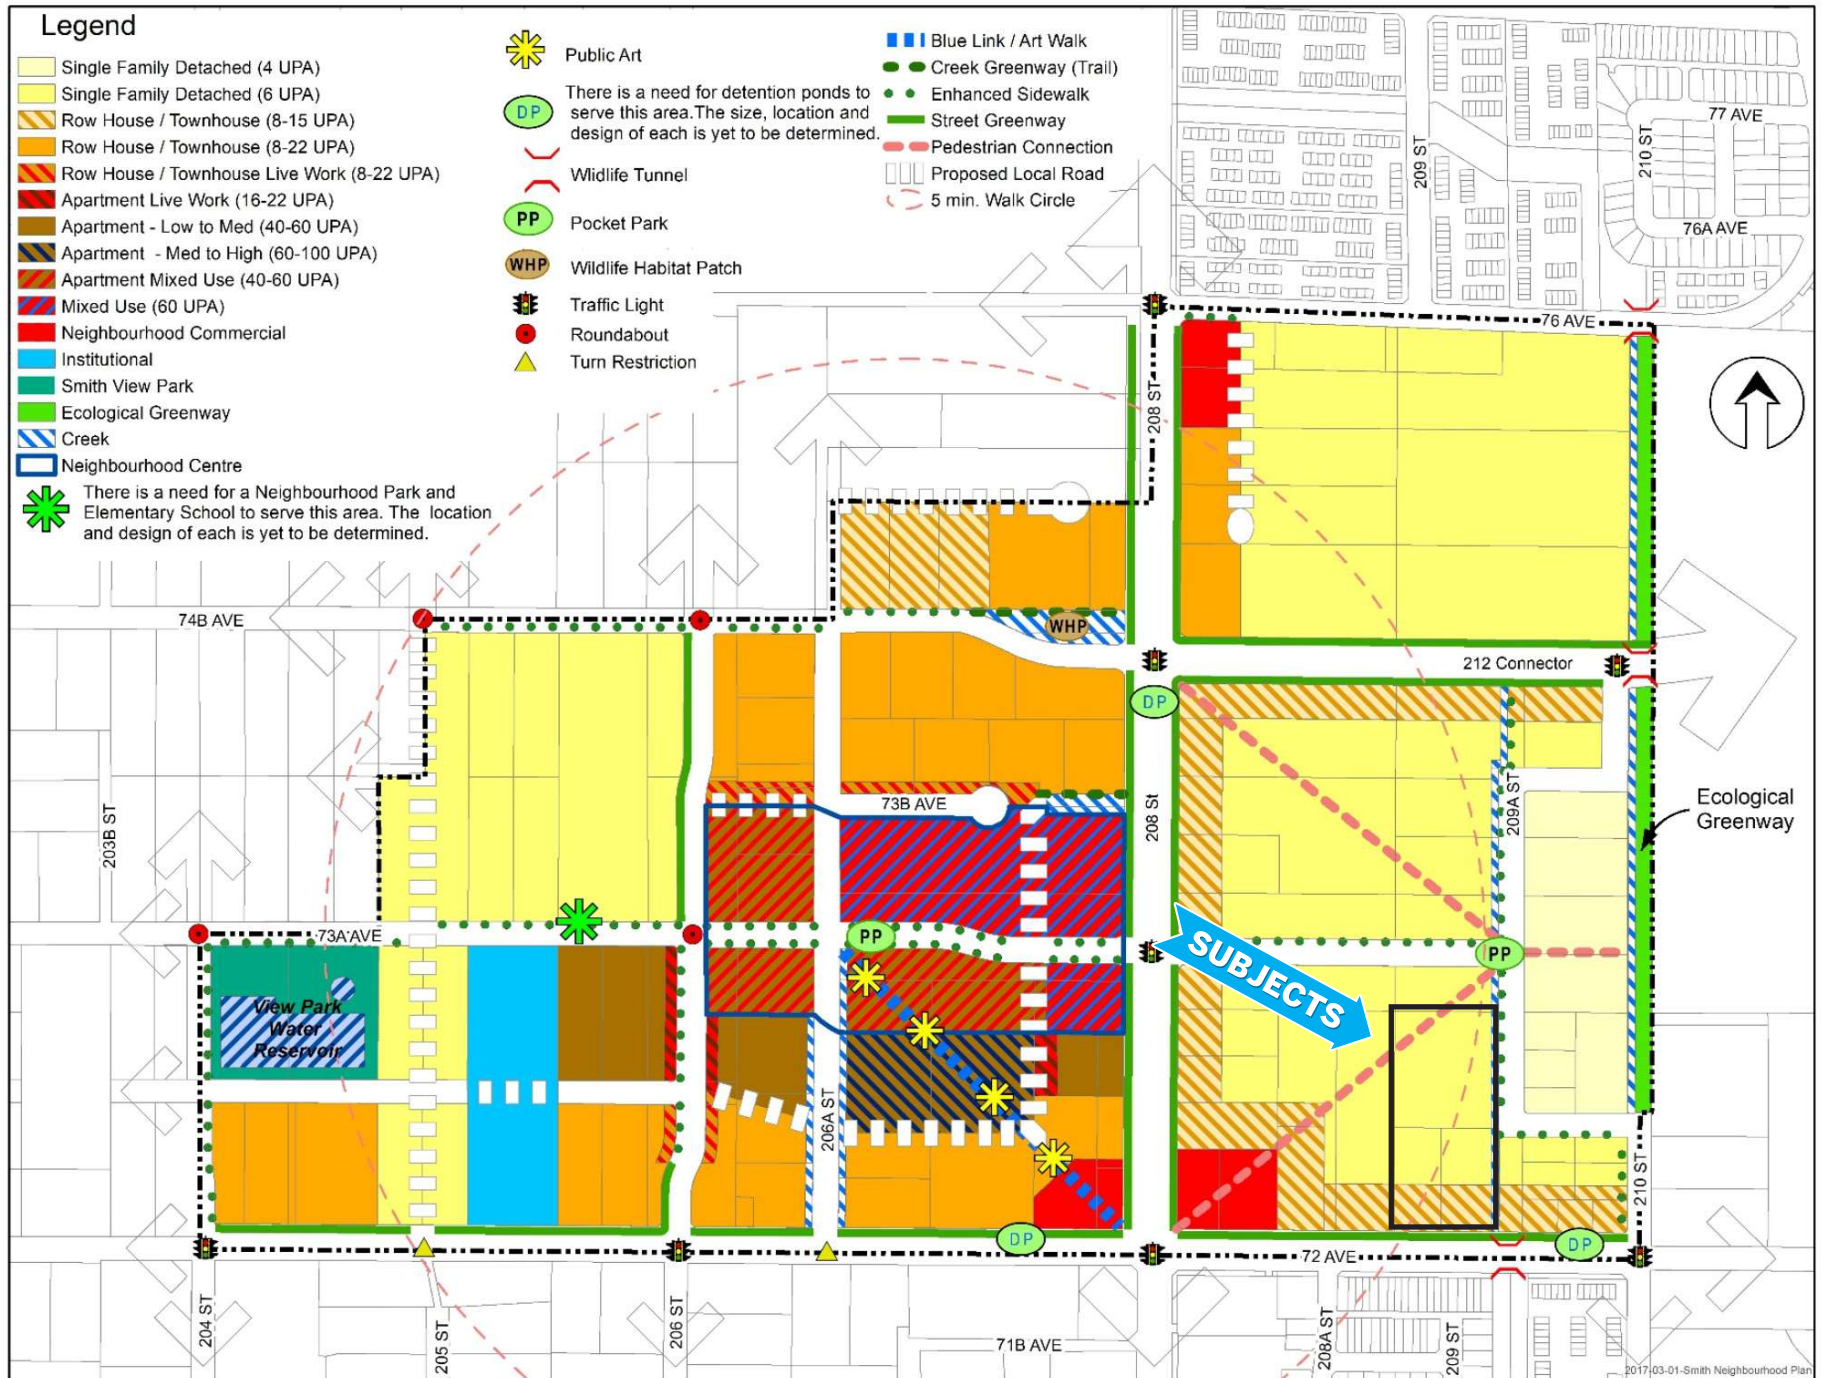 Legend
Single Family Detached (4 UPA)
Single Family Detached (6 UPA)
Row House / Townhouse (8-15 UPA)
Row House / Townhouse (8-22 UPA)
Row House / Townhouse Live Work (8-22 UPA)
Apartment Live Work (16-22 UPA)
Apartment - Low to Med (40-60 UPA)
Apartment - Med to High (60-100 UPA)
Apartment Mixed Use (40-60 UPA)
Mixed Use (60 UPA)
Neighbourhood Commercial
Institutional
Smith View Park
Ecological Greenway
Creek
Neighbourhood Centre
There is a need for a Neighbourhood Park and
Elementary School to serve this area. The location
and design of each is yet to be determined.
Public Art
DP
There is a need for detention ponds to
serve this area.The size, location and
design of each is yet to be determined.
Wildlife Tunnel
PP
Pocket Park
WHP
Wildlife Habitat Patch
Traffic Light
Roundabout
Turn Restriction
Blue Link / Art Walk
Creek Greenway (Trail)
Enhanced Sidewalk
Street Greenway
Pedestrian Connection
Proposed Local Road
5 min. Walk Circle
209 ST
210 ST
77 AVE
76A AVE
76 AVE
208 ST
74B AVE
WHP
212 Connector
DP
203B ST
73B AVE
208 St
209A ST
Ecological
Greenway
73A AVE
PP
SUBJECTS
PP
View Park
Water
Reservoir
206A ST
210 ST
DP
DP
72 AVE
204 ST
205 ST
206 ST
71B AVE
208A ST
209 ST
2017-03-01-Smith Neighbourhood Plan